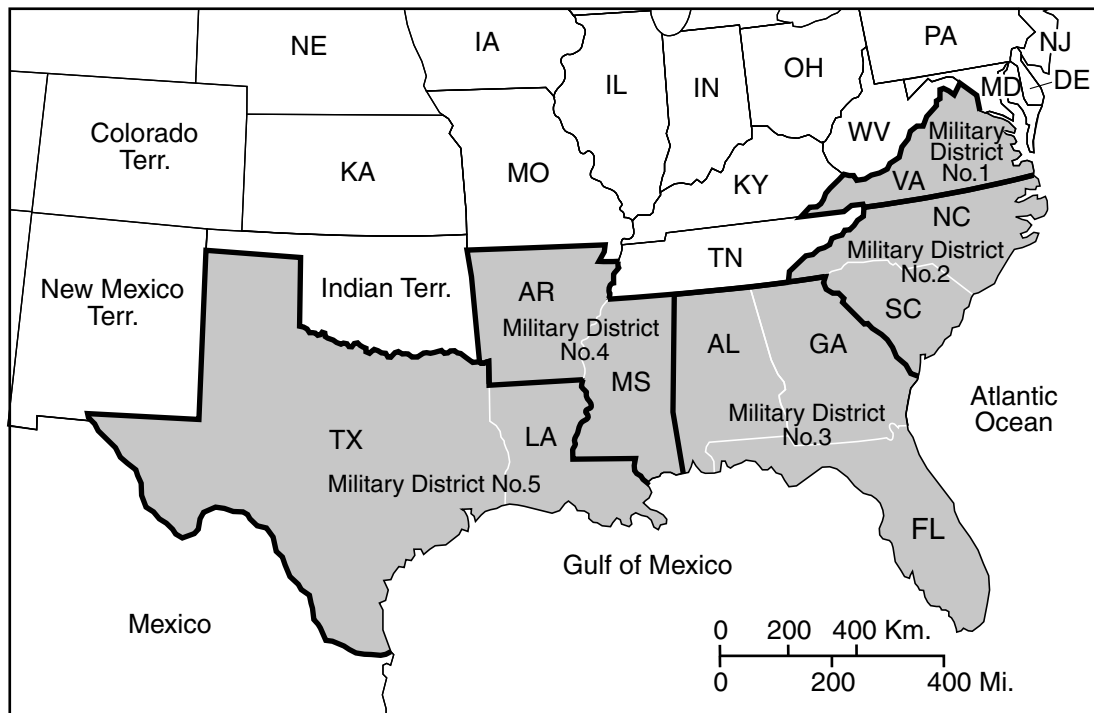 NE
IA
IL
IN
OH
PA
NJ
MD
DE
Colorado
Terr.
KA
MO
KY
WV
VA
Military
District
No.1
New Mexico
Terr.
Indian Terr.
TN
NC
Military District
No.2
SC
AR
Military District
No.4
MS
AL
GA
Military District
No.3
TX
LA
Military District No.5
FL
Atlantic
Ocean
Gulf of Mexico
Mexico
0 200 400 Km.
0 200 400 Mi.